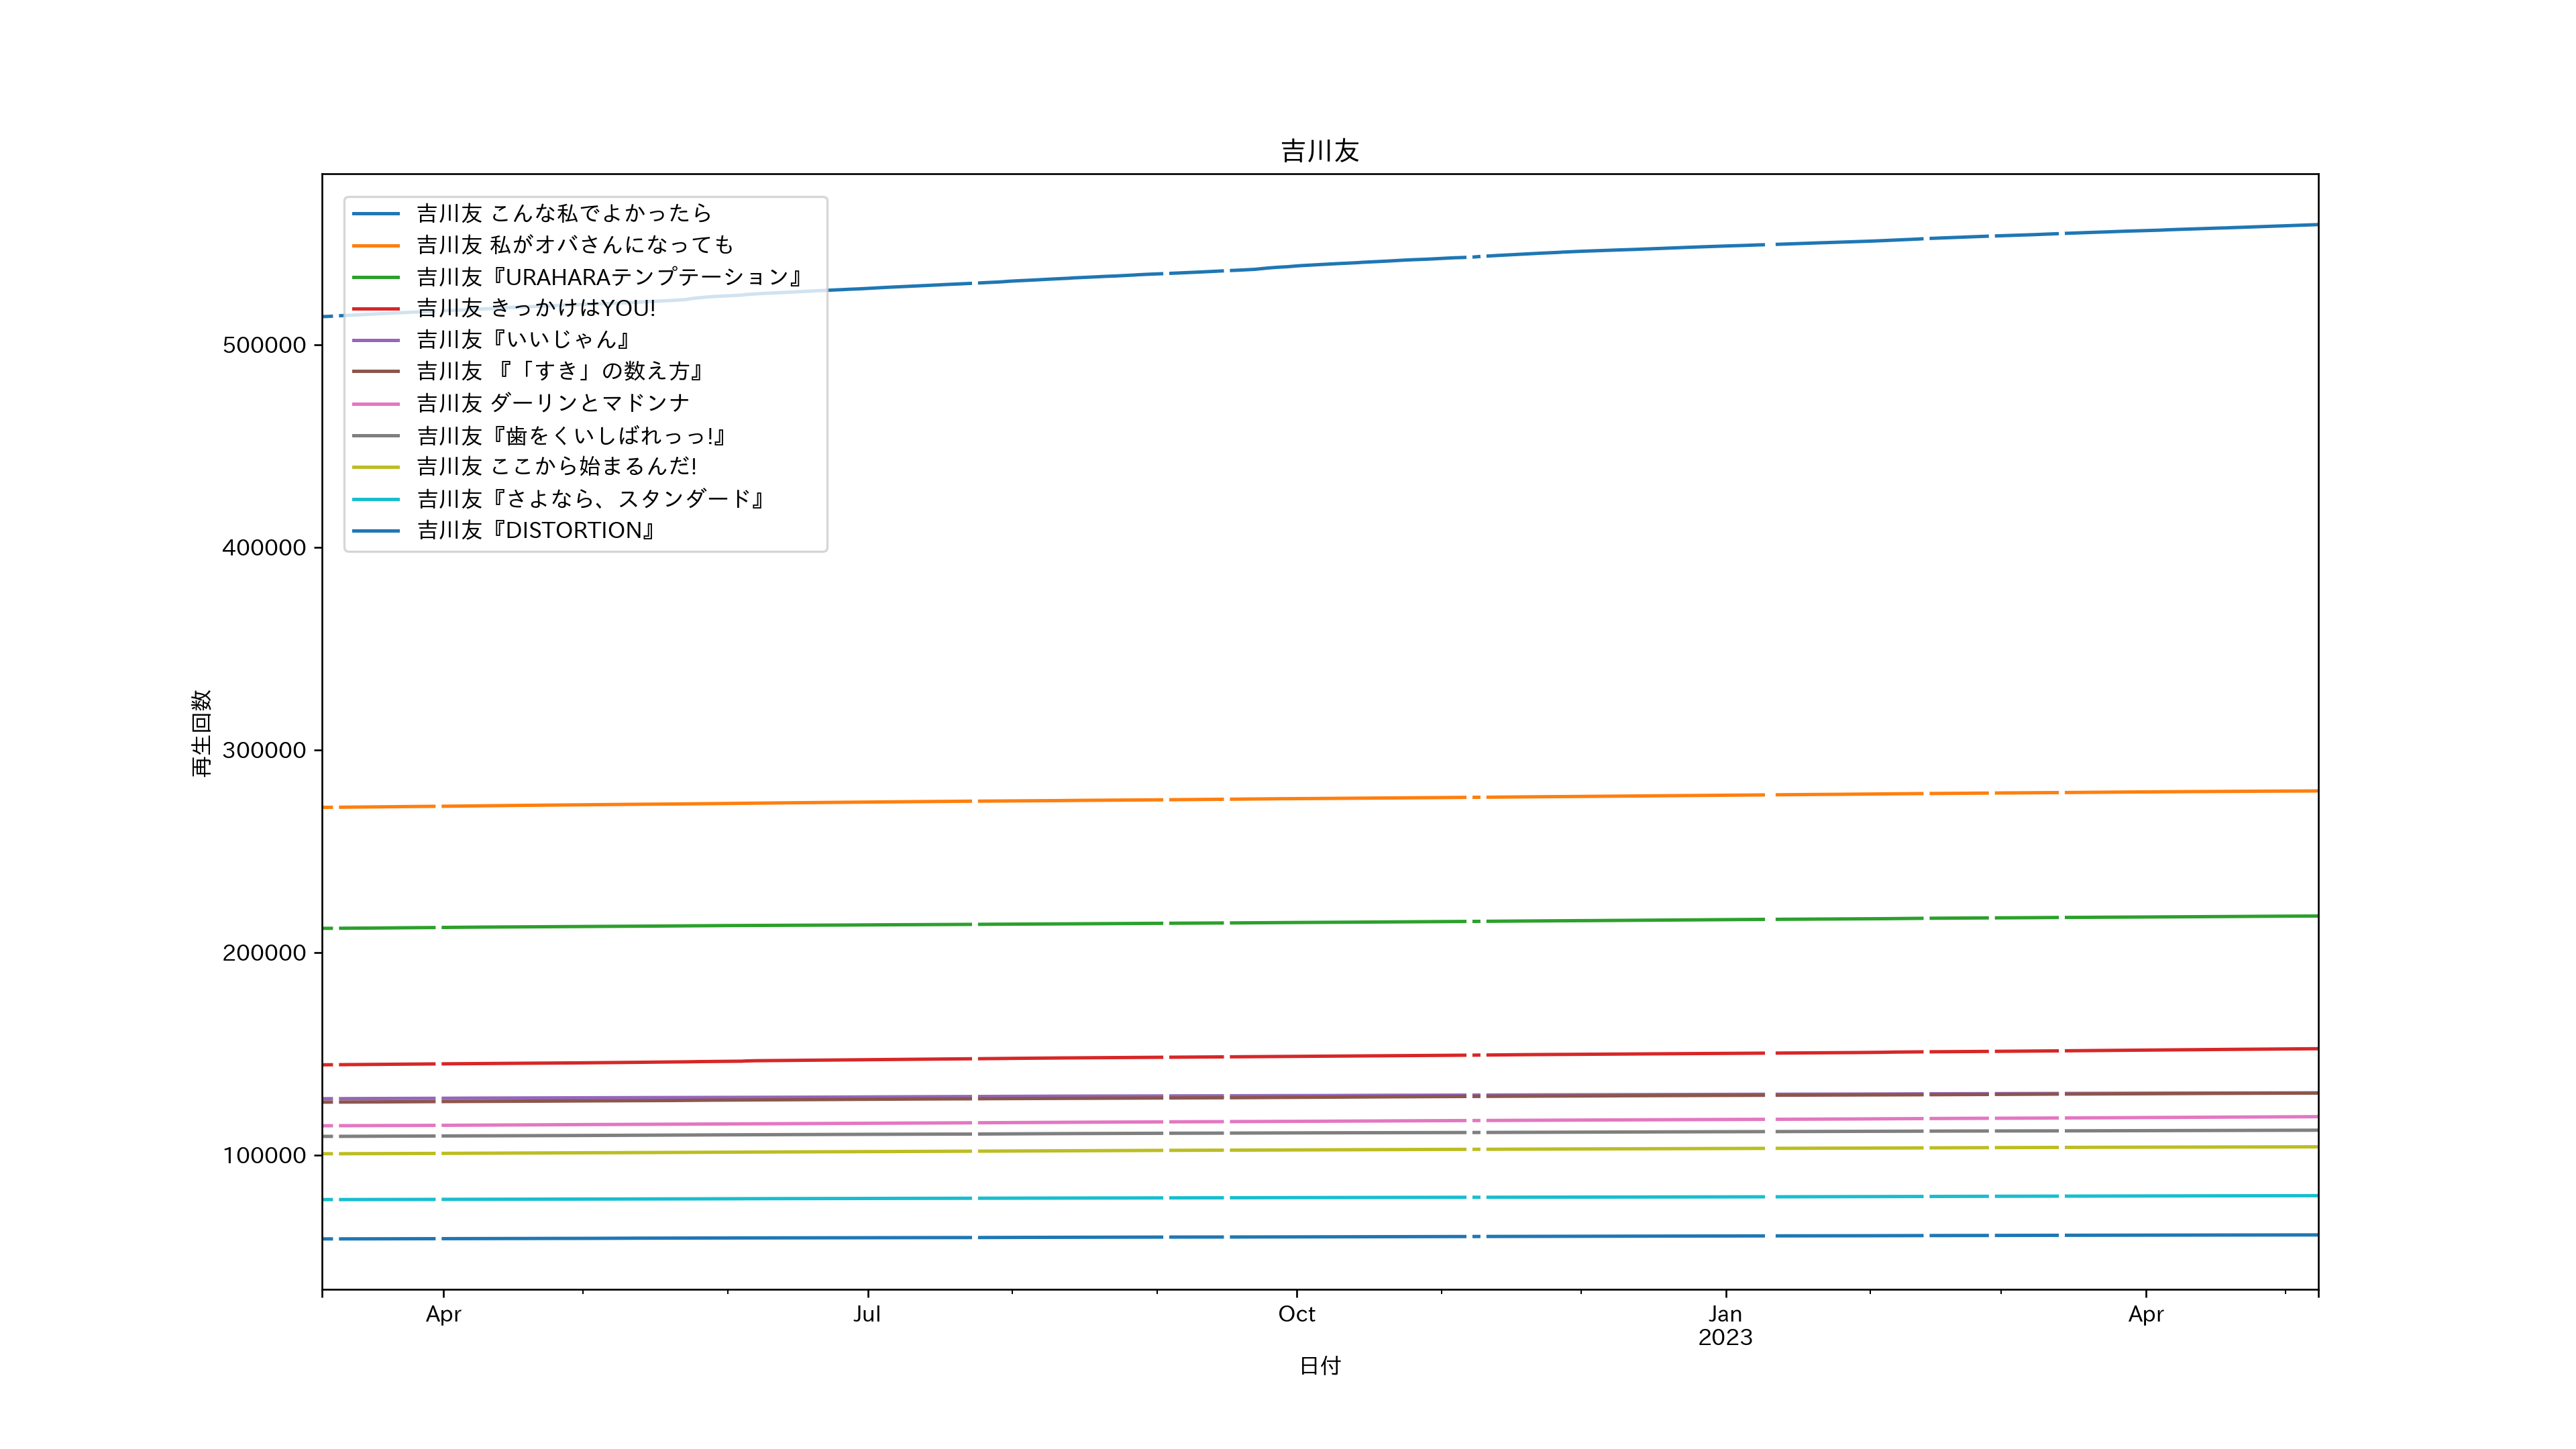 吉川友
吉川友 こんな私でよかったら
吉川友 私がオバさんになっても
吉川友『URAHARAテンプテーション』
吉川友 きっかけはYOU!
吉川友『いいじゃん』
吉川友 『「すき」の数え方』
吉川友 ダーリンとマドンナ
吉川友『歯をくいしばれっっ!』
吉川友 ここから始まるんだ!
吉川友『さよなら、スタンダード』
吉川友『DISTORTION』
500000
400000
300000
200000
100000
再生回数
Apr
Jul
Oct
Jan
2023
Apr
日付